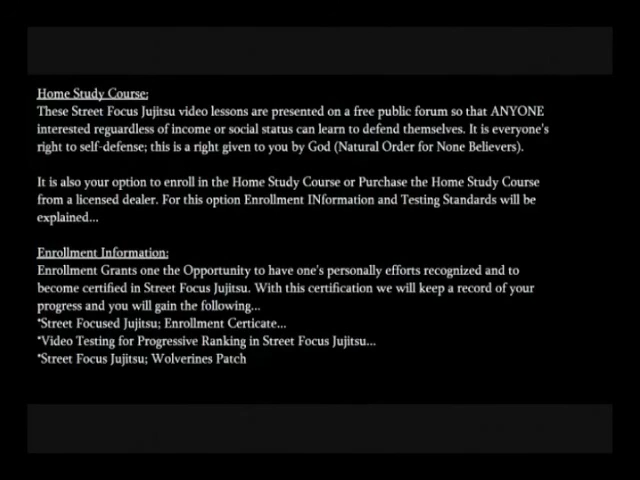 Home Study Course:
These Street Focus Jujitsu video lessons are presented on a free public forum so that ANYONE
interested reguardless of income or social status can learn to defend themselves. It is everyone's
right to self-defense; this is a right given to you by God (Natural Order for None Believers).
It is also your option to enroll in the Home Study Course or Purchase the Home Study Course
from a licensed dealer. For this option Enrollment INformation and Testing Standards will be
explained...
Enrollment Information:
Enrollment Grants one the Opportunity to have one's personally efforts recognized and to
become certified in Street Focus Jujitsu. With this certification we will keep a record of your
progress and you will gain the following...
*Street Focused Jujitsu; Enrollment Certicate...
*Video Testing for Progressive Ranking in Street Focus Jujitsu...
*Street Focus Jujitsu; Wolverines Patch